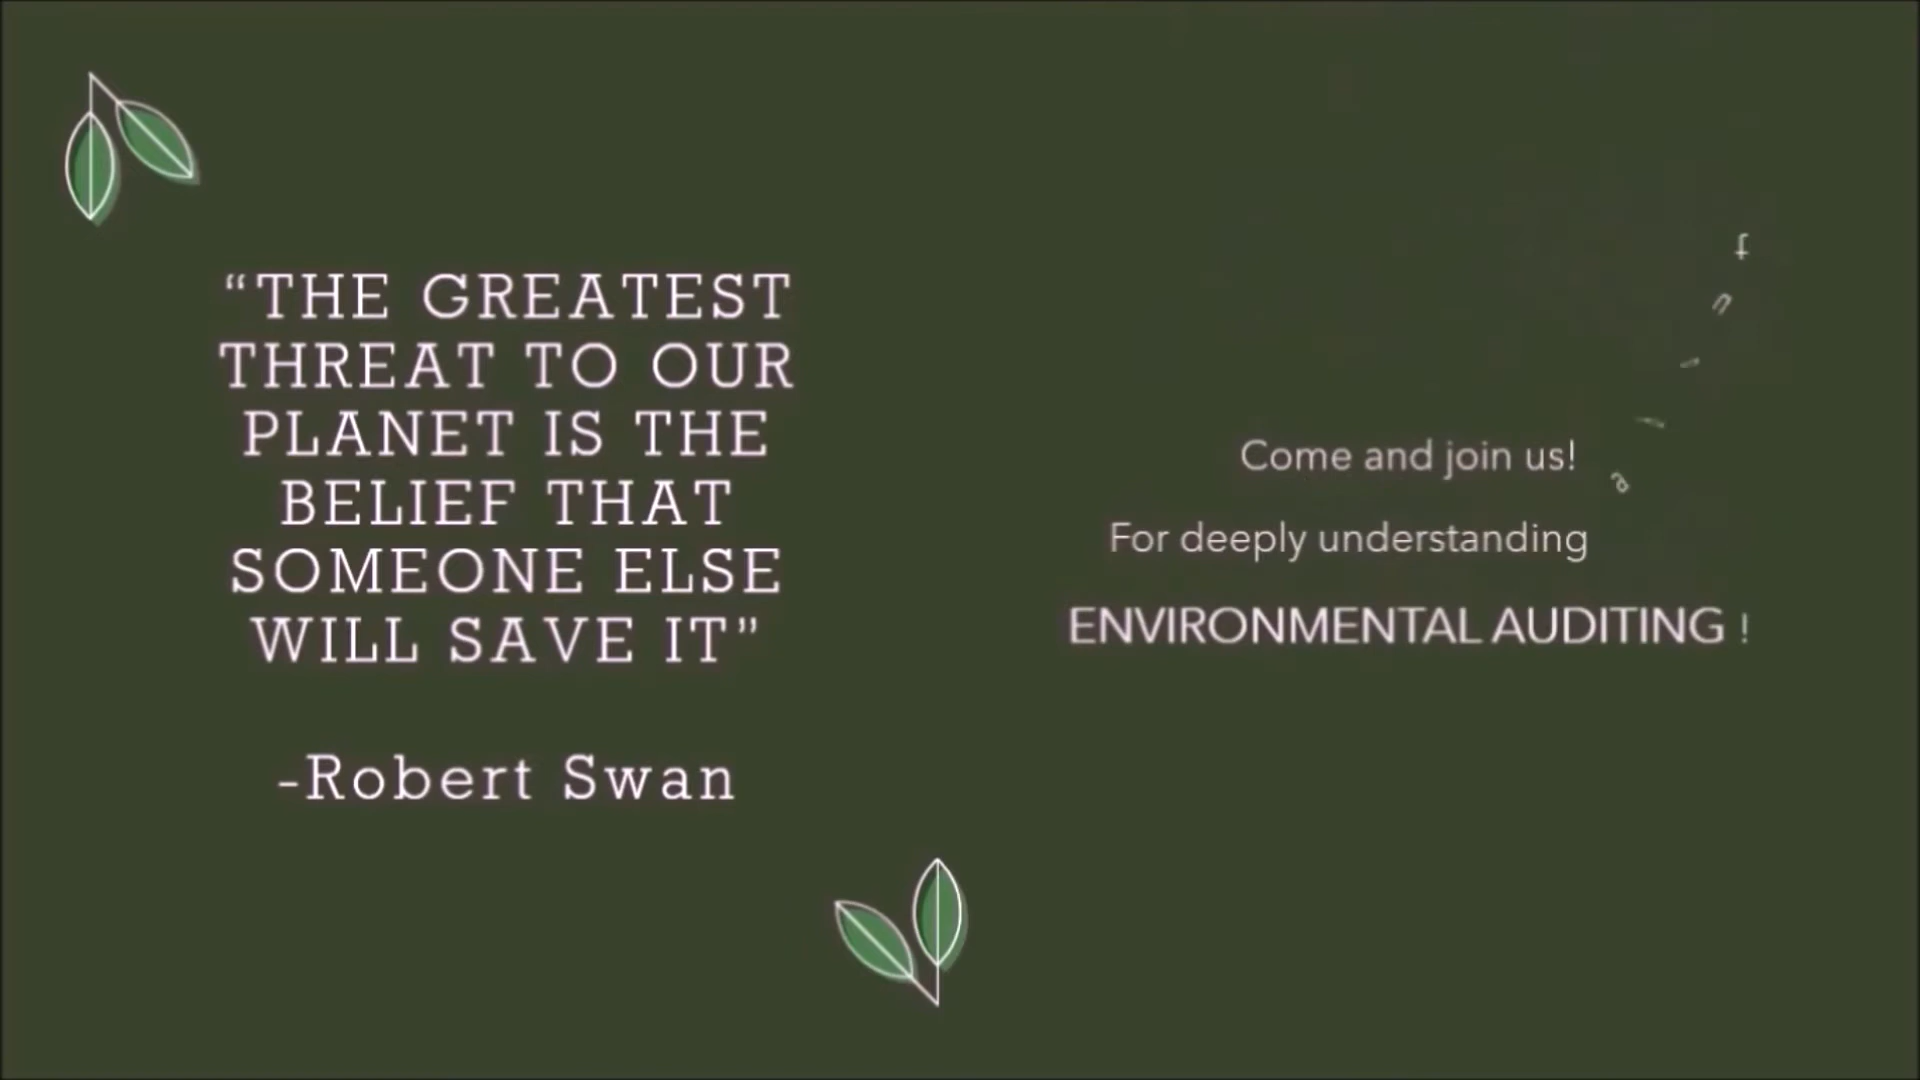 “THE GREATEST
THREAT TO OUR
PLANET IS THE
BELIEF THAT
SOMEONE ELSE
WILL SAVE IT”
-Robert Swan
Come and join us!
For deeply understanding
ENVIRONMENTAL AUDITING !